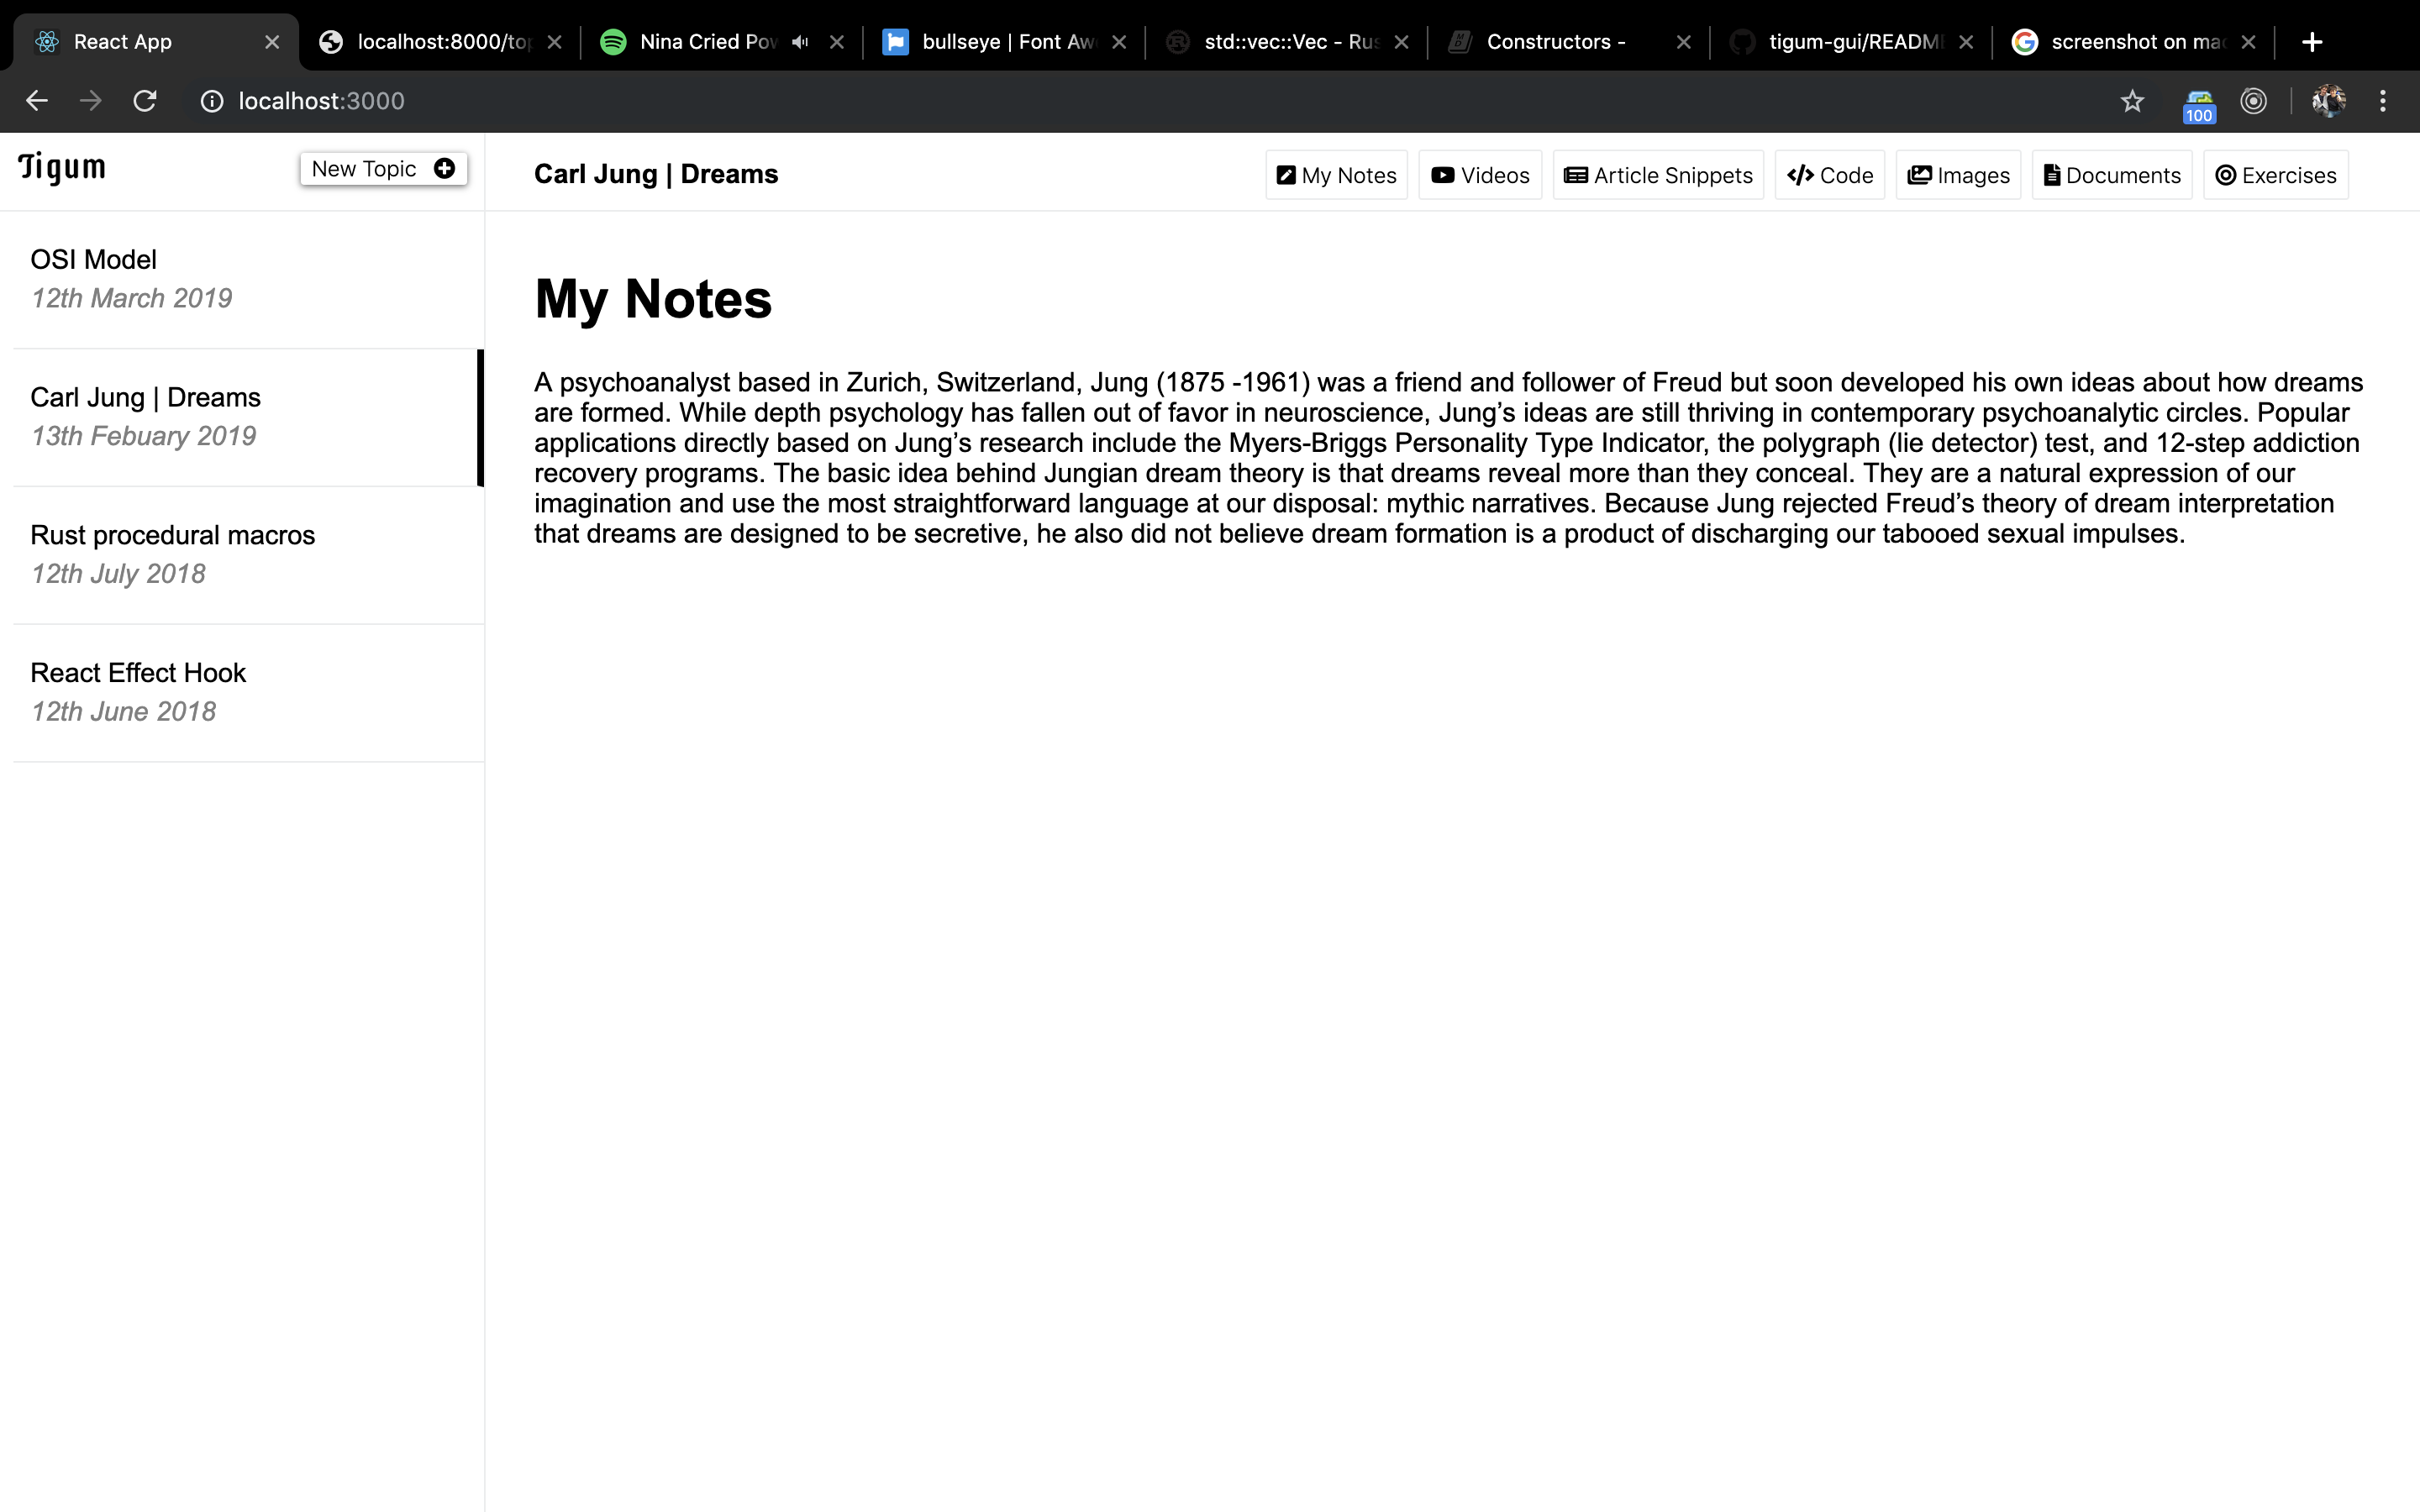 React App
localhost:8000/top
Nina Cried Pow
bullseye | Font Aw
std::vec::Vec - Rus
Constructors -
tigum-gui/README
screenshot on mac
localhost:3000
100
Tigum
New Topic
Carl Jung | Dreams
My Notes
Videos
Article Snippets
Code
Images
Documents
Exercises
OSI Model
12th March 2019
Carl Jung | Dreams
13th Febuary 2019
Rust procedural macros
12th July 2018
React Effect Hook
12th June 2018
My Notes
A psychoanalyst based in Zurich, Switzerland, Jung (1875 -1961) was a friend and follower of Freud but soon developed his own ideas about how dreams
are formed. While depth psychology has fallen out of favor in neuroscience, Jung’s ideas are still thriving in contemporary psychoanalytic circles. Popular
applications directly based on Jung’s research include the Myers-Briggs Personality Type Indicator, the polygraph (lie detector) test, and 12-step addiction
recovery programs. The basic idea behind Jungian dream theory is that dreams reveal more than they conceal. They are a natural expression of our
imagination and use the most straightforward language at our disposal: mythic narratives. Because Jung rejected Freud’s theory of dream interpretation
that dreams are designed to be secretive, he also did not believe dream formation is a product of discharging our tabooed sexual impulses.